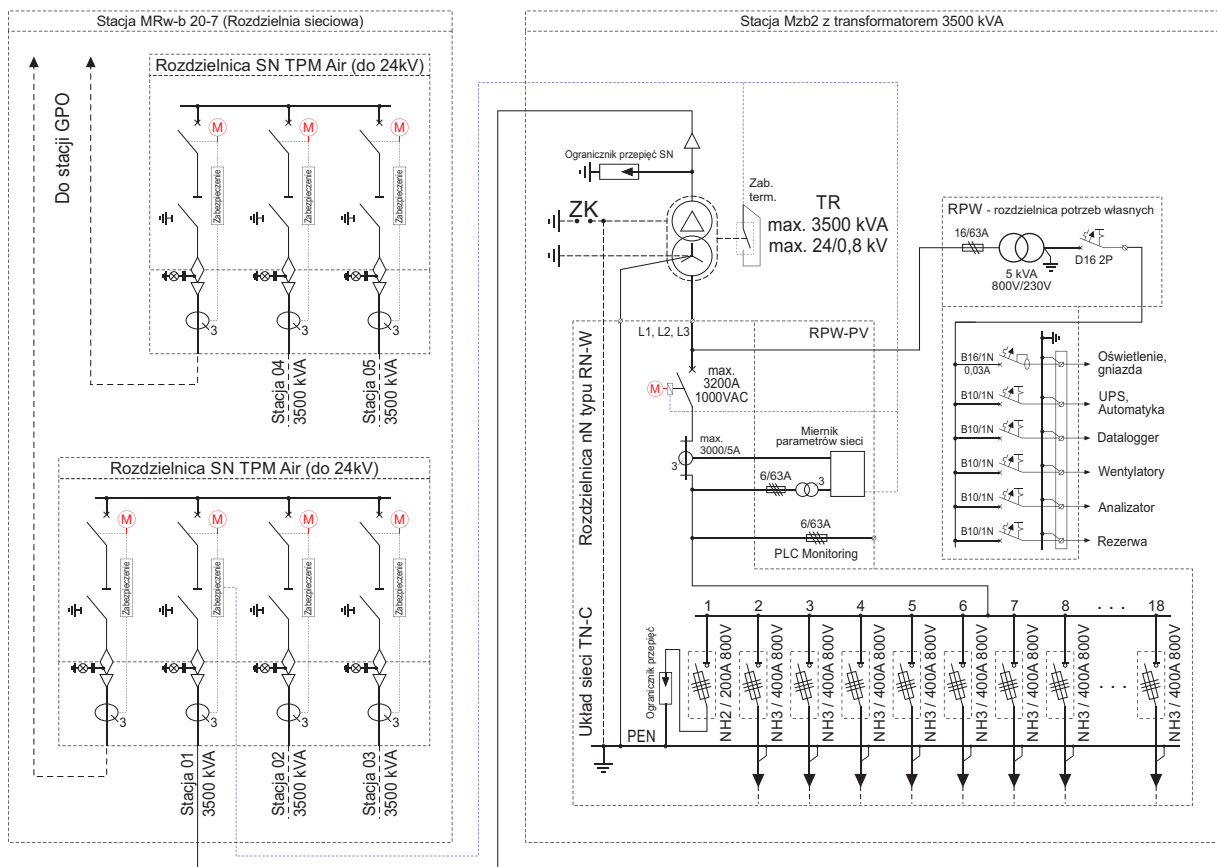 Stacja MRw-b 20-7 (Rozdzielnia sieciowa)
Do stacji GPO
Rozdzielnica SN TPM Air (do 24kV)
M
M
M
Zabezpieczenie
Zabezpieczenie
Zabezpieczenie
3
3
3
Stacja 04
3500 kVA
Stacja 05
3500 kVA
Rozdzielnica SN TPM Air (do 24kV)
M
M
M
M
Zabezpieczenie
Zabezpieczenie
Zabezpieczenie
Zabezpieczenie
3
3
3
3
Stacja 01
3500 kVA
Stacja 02
3500 kVA
Stacja 03
3500 kVA
Stacja Mzb2 z transformatorem 3500 kVA
Ogranicznik przepięć SN
ZK
Zab.
term.
TR
max. 3500 kVA
max. 24/0,8 kV
RPW - rozdzielnica potrzeb własnych
16/63A
5 kVA
800V/230V
D16 2P
B16/1N
0,03A
Oświetlenie,
gniazda
B10/1N
UPS,
Automatyka
B10/1N
Datalogger
B10/1N
Wentylatory
B10/1N
Analizator
B10/1N
Rezerwa
Rozdzielnica nN typu RN-W
Układ sieci TN-C
L1, L2, L3
RPW-PV
M
max.
3200A
1000VAC
max.
3000/5A
3
Miernik
parametrów sieci
6/63A
3
6/63A
PLC Monitoring
1
2
3
4
5
6
7
8
. . .
18
Ogranicznik przepięć
NH2 / 200A 800V
NH3 / 400A 800V
NH3 / 400A 800V
NH3 / 400A 800V
NH3 / 400A 800V
NH3 / 400A 800V
NH3 / 400A 800V
NH3 / 400A 800V
. . .
NH3 / 400A 800V
PEN